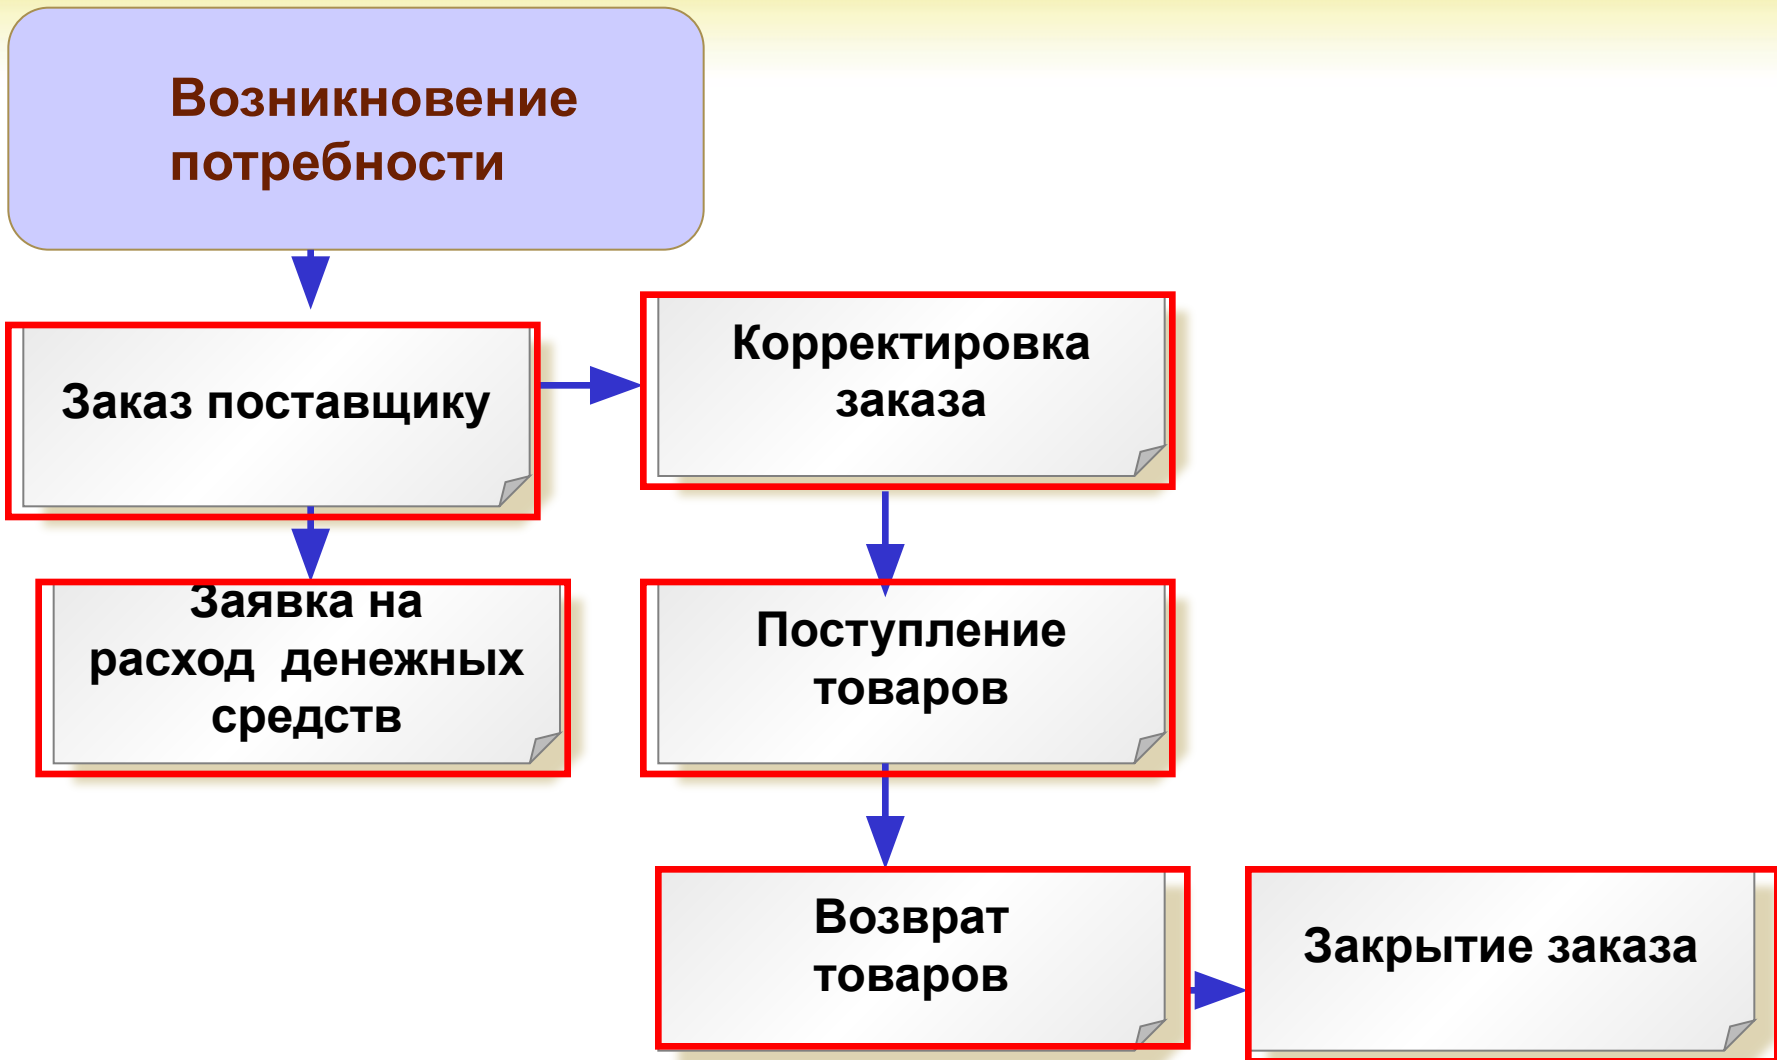 Возникновение
потребности
Заказ поставщику
Корректировка
заказа
Заявка на
расход  денежных
средств
Поступление
товаров
Возврат
товаров
Закрытие заказа